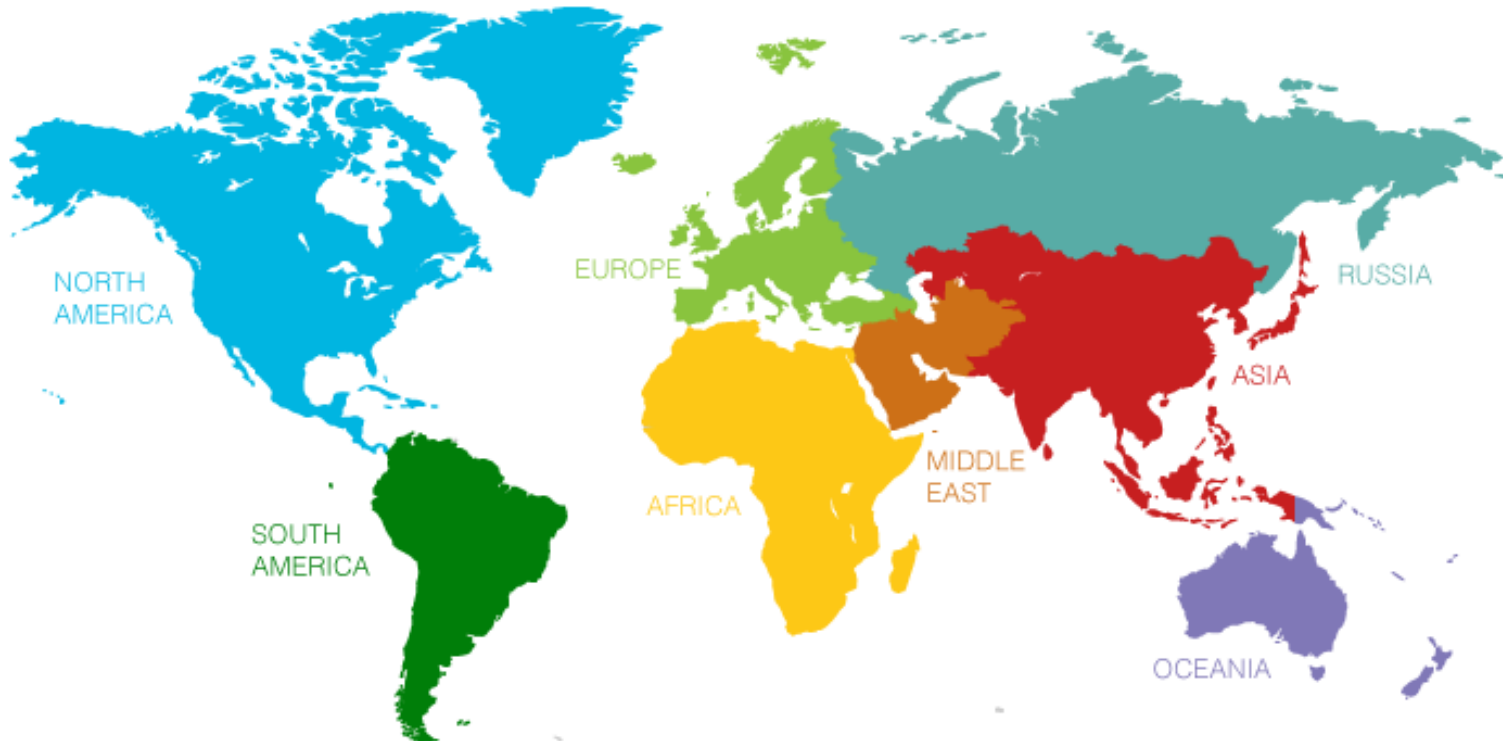 NORTH
AMERICA
EUROPE
RUSSIA
ASIA
MIDDLE
EAST
AFRICA
SOUTH
AMERICA
OCEANIA